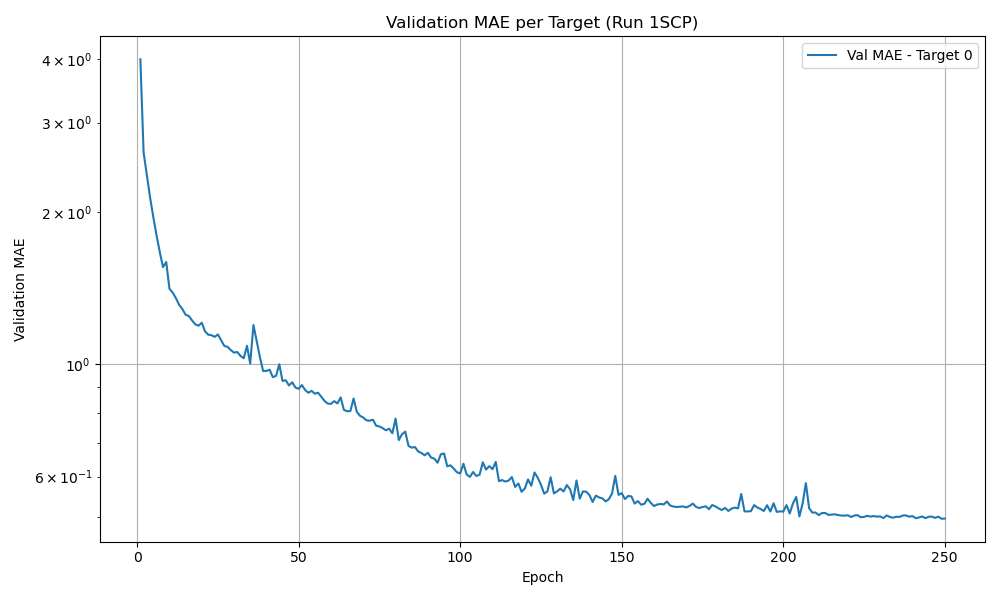 Validation MAE per Target (Run 1SCP)
Val MAE - Target 0
4 × 10⁰
3 × 10⁰
2 × 10⁰
10⁰
6 × 10⁻¹
Validation MAE
0 50 100 150 200 250
Epoch